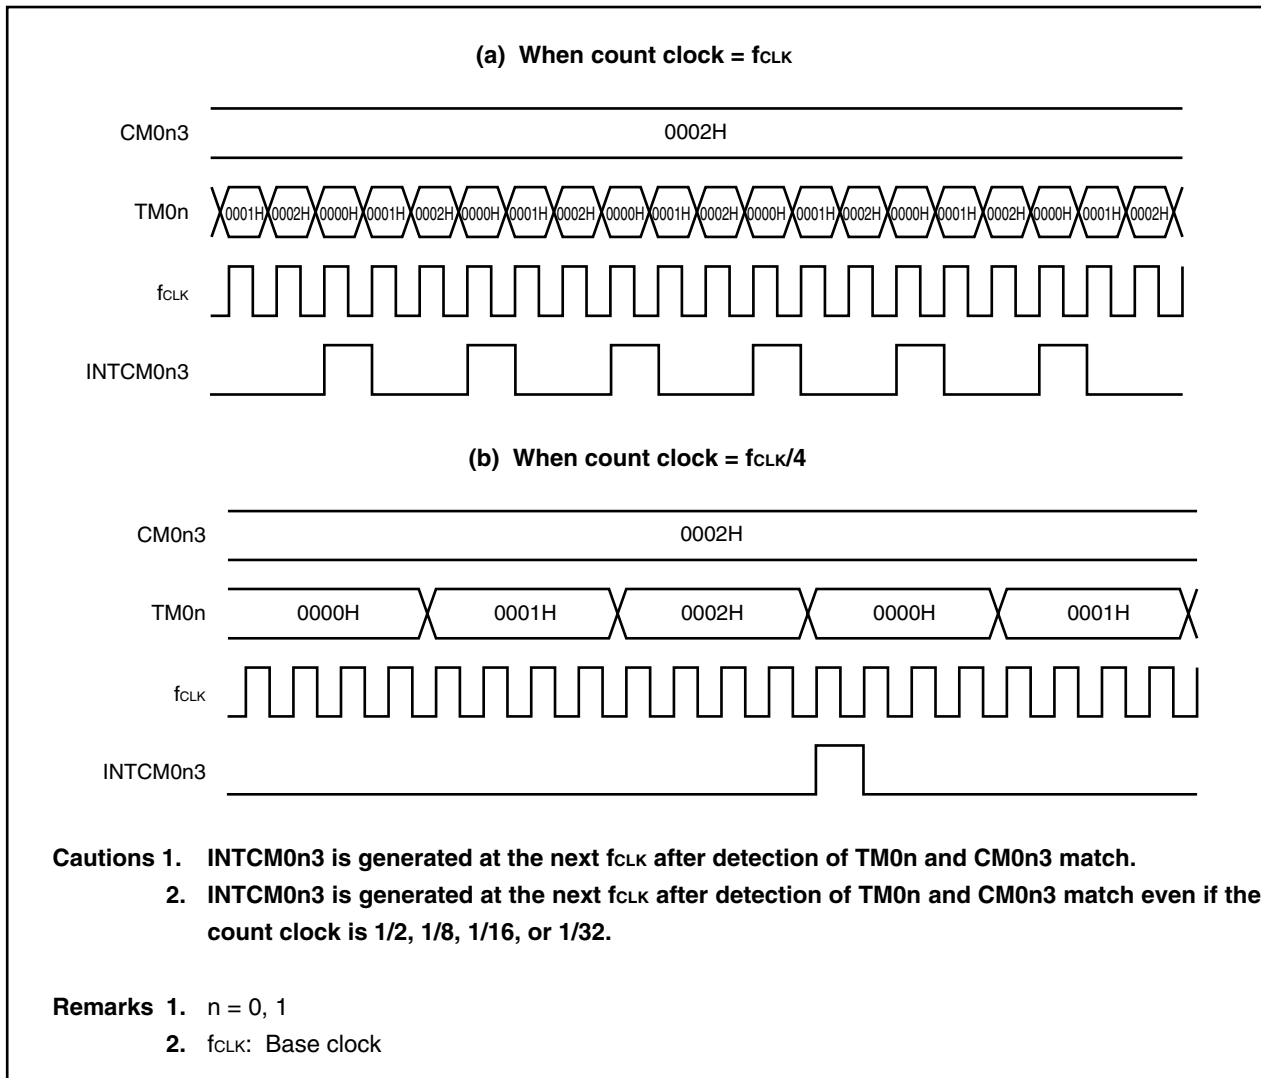 (a) When count clock = fCLK
CM0n3
0002H
TM0n
0001H 0002H 0000H 0001H 0002H 0000H 0001H 0002H 0000H 0001H 0002H 0000H 0001H 0002H 0000H 0001H 0002H 0000H 0001H 0002H
fCLK
INTCM0n3
(b) When count clock = fCLK/4
CM0n3
0002H
TM0n
0000H 0001H 0002H 0000H 0001H
fCLK
INTCM0n3
Cautions 1. INTCM0n3 is generated at the next fCLK after detection of TM0n and CM0n3 match.
2. INTCM0n3 is generated at the next fCLK after detection of TM0n and CM0n3 match even if the
count clock is 1/2, 1/8, 1/16, or 1/32.
Remarks 1. n = 0, 1
2. fCLK: Base clock